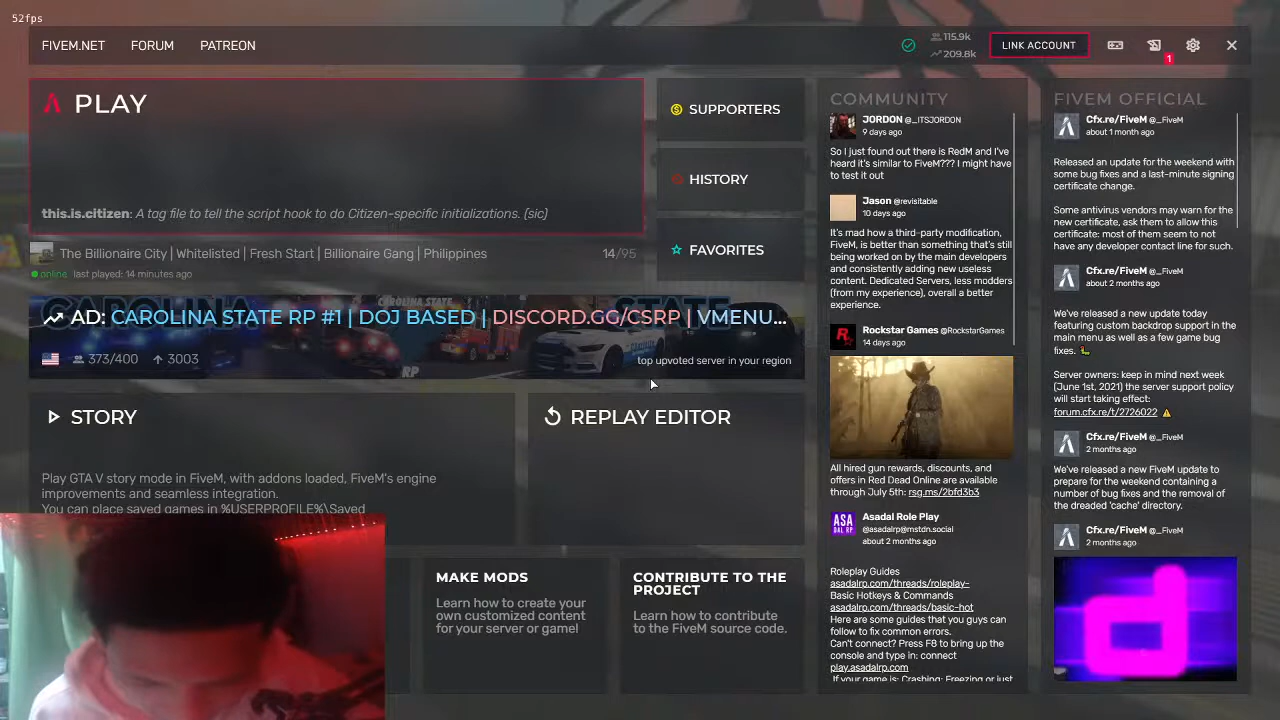 52fps
FIVEM.NET
FORUM
PATREON
115.9k
209.8k
LINK ACCOUNT
1
PLAY
this.is.citizen: A tag file to tell the script hook to do Citizen-specific initializations. (sic)
The Billionaire City | Whitelisted | Fresh Start | Billionaire Gang | Philippines
14/95
online last played: 14 minutes ago
SUPPORTERS
HISTORY
FAVORITES
CAROLINA
CAROLINA STATE
STATE
AD: CAROLINA STATE RP #1 | DOJ BASED | DISCORD.GG/CSRP | VMENU...
373/400
3003
RP
top upvoted server in your region
STORY
Play GTA V story mode in FiveM, with addons loaded, FiveM's engine
improvements and seamless integration.
You can place saved games in %USERPROFILE%\Saved
REPLAY EDITOR
MAKE MODS
Learn how to create your
own customized content
for your server or game!
CONTRIBUTE TO THE
PROJECT
Learn how to contribute
to the FiveM source code.
COMMUNITY
JORDON @_ITSJORDON
9 days ago
So I just found out there is RedM and I've
heard it's similar to FiveM??? I might have
to test it out
Jason @revisitable
10 days ago
It's mad how a third-party modification,
FiveM, is better than something that's still
being worked on by the main developers
and consistently adding new useless
content. Dedicated Servers, less modders
(from my experience), overall a better
experience.
Rockstar Games @RockstarGames
14 days ago
All hired gun rewards, discounts, and
offers in Red Dead Online are available
through July 5th: rsg.ms/2bfd3b3
ASA
DAL RP
Asadal Role Play
@asadalrp@mstdn.social
about 2 months ago
Roleplay Guides
asadalrp.com/threads/roleplay-
Basic Hotkeys & Commands
asadalrp.com/threads/basic-hot
Here are some guides that you guys can
follow to fix common errors.
Can't connect? Press F8 to bring up the
console and type in: connect
play.asadalrp.com
If your game is: Crashing; Freezing or just
FIVEM OFFICIAL
Cfx.re/FiveM @_FiveM
about 1 month ago
Released an update for the weekend with
some bug fixes and a last-minute signing
certificate change.
Some antivirus vendors may warn for the
new certificate, ask them to allow this
certificate: most of them seem to not
have any developer contact line for such.
Cfx.re/FiveM @_FiveM
about 2 months ago
We've released a new update today
featuring custom backdrop support in the
main menu as well as a few game bug
fixes. 🐛
Server owners: keep in mind next week
(June 1st, 2021) the server support policy
will start taking effect:
forum.cfx.re/t/2726022 ⚠️
Cfx.re/FiveM @_FiveM
2 months ago
We've released a new FiveM update to
prepare for the weekend containing a
number of bug fixes and the removal of
the dreaded 'cache' directory.
Cfx.re/FiveM @_FiveM
2 months ago
d